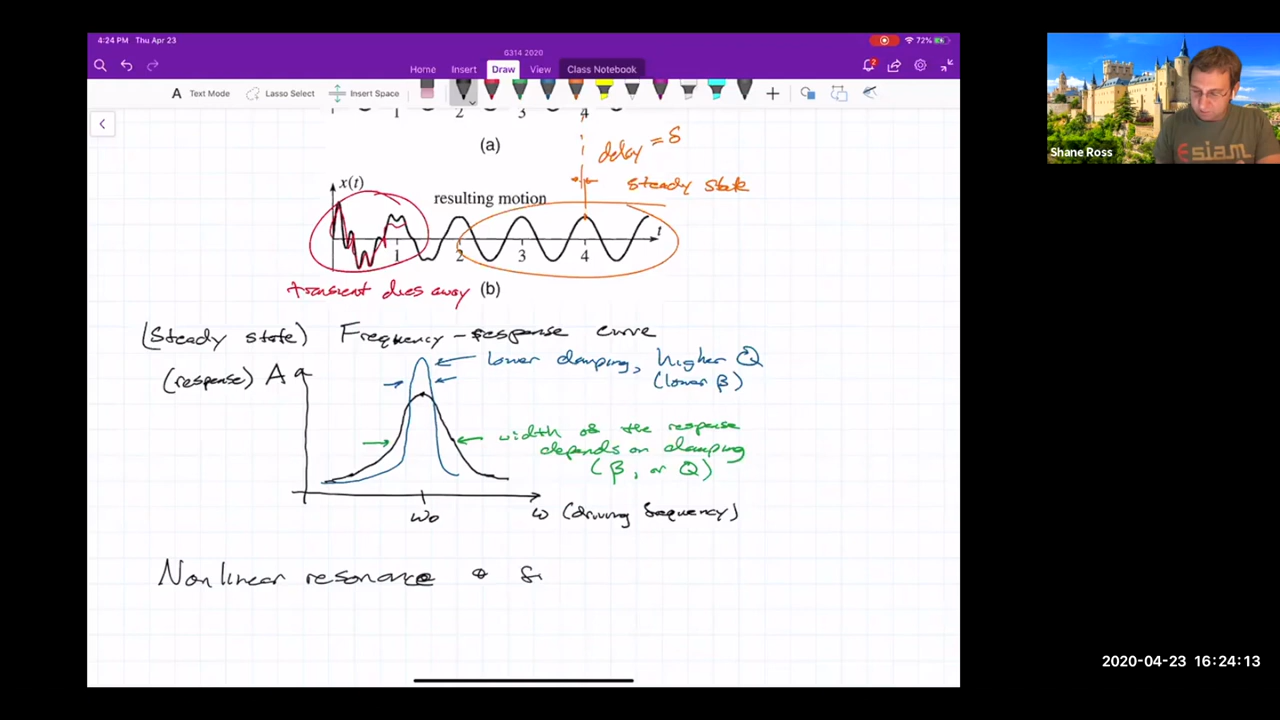 4:24 PM Thu Apr 23
72%
G314 2020
Home Insert Draw View Class Notebook
2
A Text Mode Lasso Select Insert Space
1 2 3 4
(a)
delay = δ
steady state
x(t)
resulting motion
t
1 2 3 4
transient dies away (b)
(Steady state) Frequency-response curve
lower damping, higher Q
(lower β)
(response) A
width of the response
depends on damping
(β, or Q)
ω0 ω (driving frequency)
Nonlinear resonance
Shane Ross
esiam
2020-04-23 16:24:13